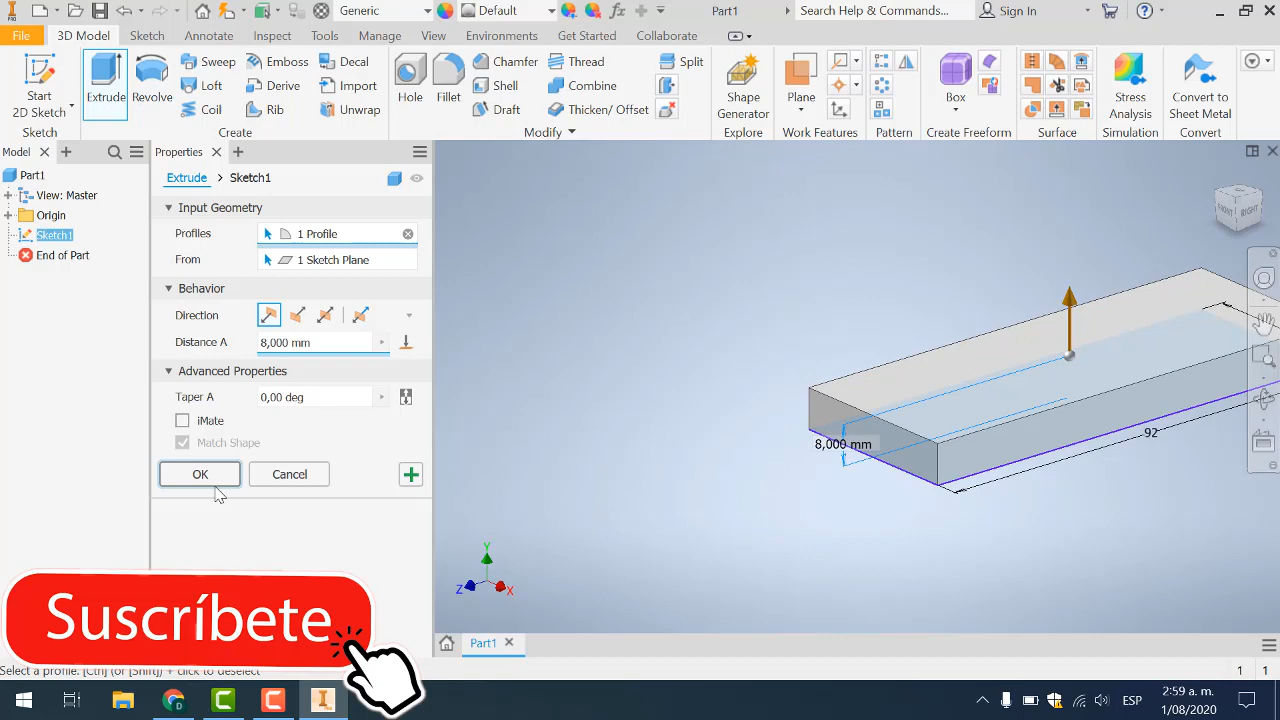 PRO
Generic
Default
Part1
Search Help & Commands...
Sign In
File
3D Model
Sketch
Annotate
Inspect
Tools
Manage
View
Environments
Get Started
Collaborate
Start
2D Sketch
Extrude
Revolve
Sweep
Loft
Coil
Emboss
Import
Rib
Unwrap
Hole
Fillet
Chamfer
Shell
Draft
Thread
Combine
Thicken/ Offset
Split
Shape
Generator
Plane
Box
Stress
Analysis
Convert to
Sheet Metal
Sketch
Create
Modify
Explore
Work Features
Pattern
Create Freeform
Surface
Simulation
Convert
Model
Part1
View: Master
Origin
Sketch1
End of Part
Properties
Extrude > Sketch1
Input Geometry
Profiles 1 Profile
From 1 Sketch Plane
Behavior
Direction
Distance A 8,000 mm
Advanced Properties
Taper A 0,00 deg
iMate
Match Shape
OK Cancel
FRONT RIGHT
8,000 mm
92
Y
Z X
Suscríbete
Part1
Select a profile. [Ctrl] (or [Shift]) + click to deselect
1 1
ESP
2:59 a. m.
1/08/2020